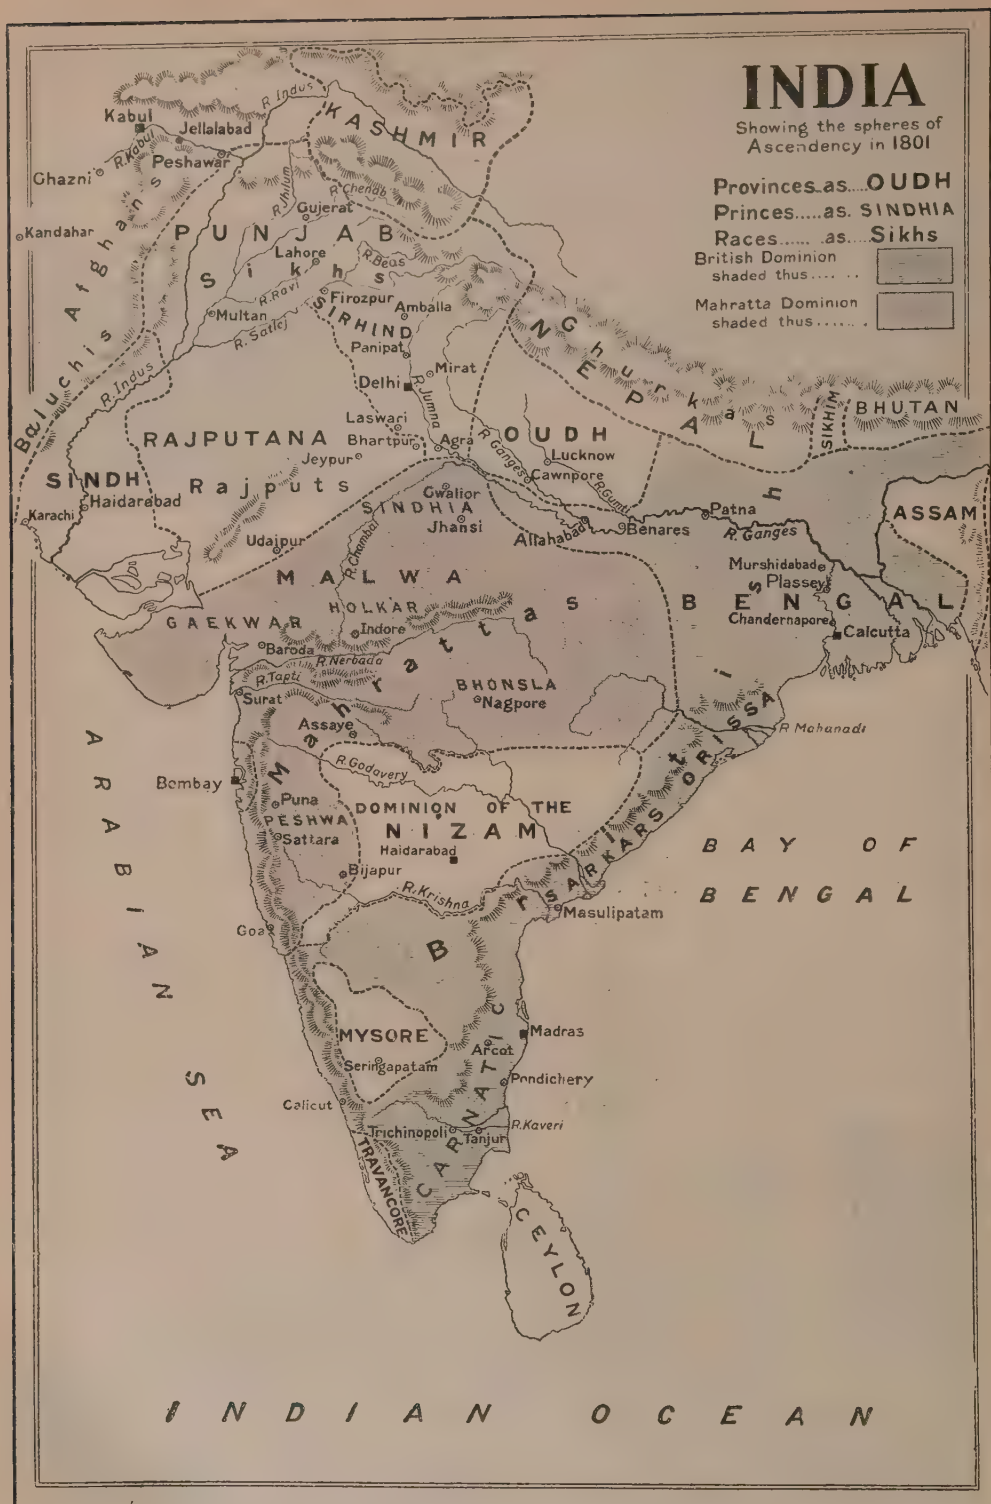 INDIA
Showing the spheres of
Ascendency in 1801
Provinces as.....OUDH
Princes.....as. SINDHIA
Races...... as....Sikhs
British Dominion
shaded thus.... ..
Mahratta Dominion
shaded thus.......
R. Indus
KASHMIR
Kabul
Jellalabad
R. Kabul
Peshawar
Ghazni
R. Jhilum
R. Chenab
Gujerat
Kandahar
Afghans
PUNJAB
Lahore
R. Beas
Sikhs
R. Ravi
Multan
Firozpur
Amballa
SIRHIND
R. Satlej
Panipat
NEPAL
Ghurkas
Baluchis
R. Indus
Delhi
Mirat
R. Jumna
SIKHIM
BHUTAN
Laswari
RAJPUTANA
Bhartpur
Agra
OUDH
Jeypur
Lucknow
R. Ganges
Cawnpore
R. Gumti
SINDH
Rajputs
Haidarabad
Karachi
Gwalior
SINDHIA
Jhansi
Allahabad
Benares
Patna
R. Ganges
ASSAM
Udaipur
R. Chambal
MALWA
Murshidabad
Plassey
BENGAL
Chandernapore
Calcutta
HOLKAR
GAEKWAR
Indore
Baroda
R. Nerbada
R. Tapti
Mahrattas
Surat
BHONSLA
Nagpore
Assaye
ORISSA
R. Mahanadi
ARABIAN SEA
Bombay
R. Godavery
Puna
PESHWA
Sattara
DOMINION OF THE
NIZAM
Haidarabad
Bijapur
SARKARS
BAY OF
BENGAL
R. Krishna
Masulipatam
Goa
British
MYSORE
Seringapatam
Madras
Arcot
CARNATIC
Pondichery
Calicut
Trichinopoli
Tanjur
R. Kaveri
TRAVANCORE
CEYLON
INDIAN OCEAN